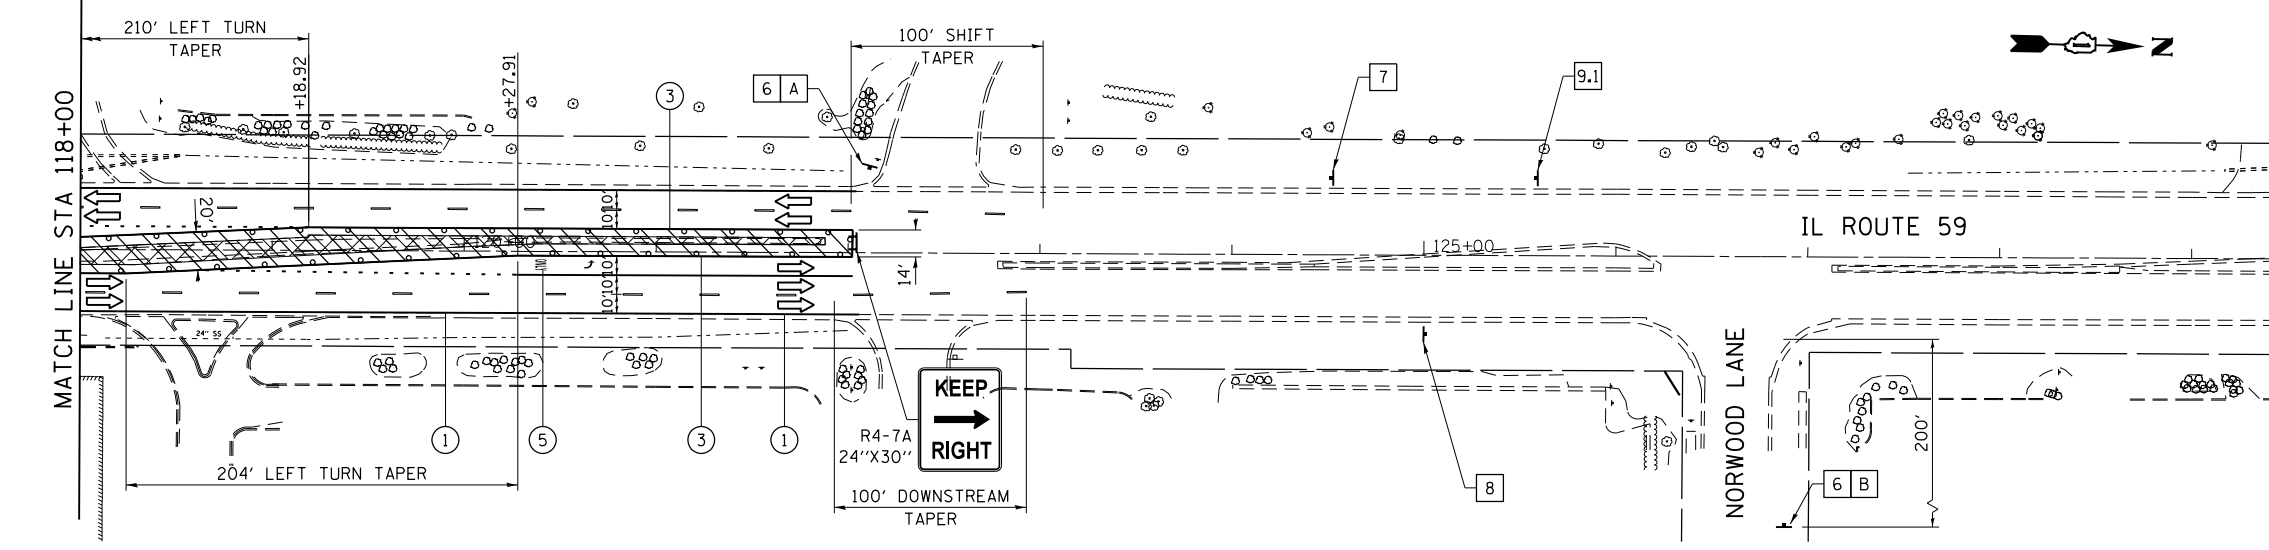 210' LEFT TURN
TAPER
+18.92
+27.91
100' SHIFT
TAPER
6 A
3
7
9.1
N
MATCH LINE STA 118+00
20'
10'
10'
125+00
IL ROUTE 59
14'
10'
10'
10'
24" SS
1
5
3
1
R4-7A
24"X30"
KEEP
RIGHT
204' LEFT TURN TAPER
100' DOWNSTREAM
TAPER
8
NORWOOD LANE
200'
6 B